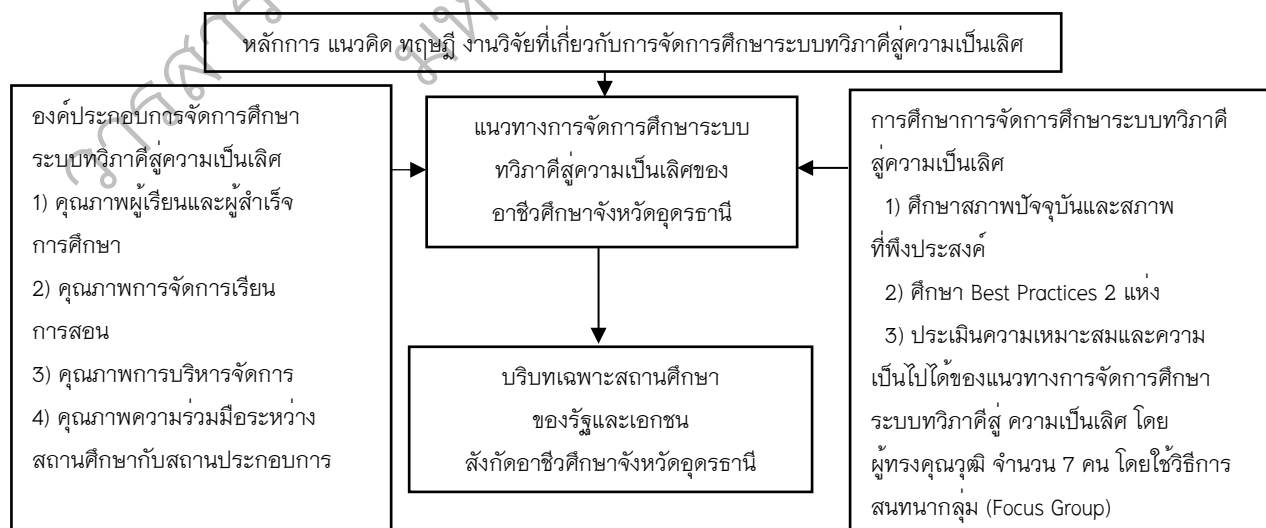 หลักการ แนวคิด ทฤษฎี งานวิจัยที่เกี่ยวกับการจัดการศึกษาระบบทวิภาคีสู่ความเป็นเลิศ
องค์ประกอบการจัดการศึกษา
ระบบทวิภาคีสู่ความเป็นเลิศ
1) คุณภาพผู้เรียนและผู้สำเร็จ
การศึกษา
2) คุณภาพการจัดการเรียน
การสอน
3) คุณภาพการบริหารจัดการ
4) คุณภาพความร่วมมือระหว่าง
สถานศึกษากับสถานประกอบการ
แนวทางการจัดการศึกษาระบบ
ทวิภาคีสู่ความเป็นเลิศของ
อาชีวศึกษาจังหวัดอุดรธานี
บริบทเฉพาะสถานศึกษา
ของรัฐและเอกชน
สังกัดอาชีวศึกษาจังหวัดอุดรธานี
การศึกษาการจัดการศึกษาระบบทวิภาคี
สู่ความเป็นเลิศ
1) ศึกษาสภาพปัจจุบันและสภาพ
ที่พึงประสงค์
2) ศึกษา Best Practices 2 แห่ง
3) ประเมินความเหมาะสมและความ
เป็นไปได้ของแนวทางการจัดการศึกษา
ระบบทวิภาคีสู่ ความเป็นเลิศ โดย
ผู้ทรงคุณวุฒิ จำนวน 7 คน โดยใช้วิธีการ
สนทนากลุ่ม (Focus Group)
วารสาร
มห